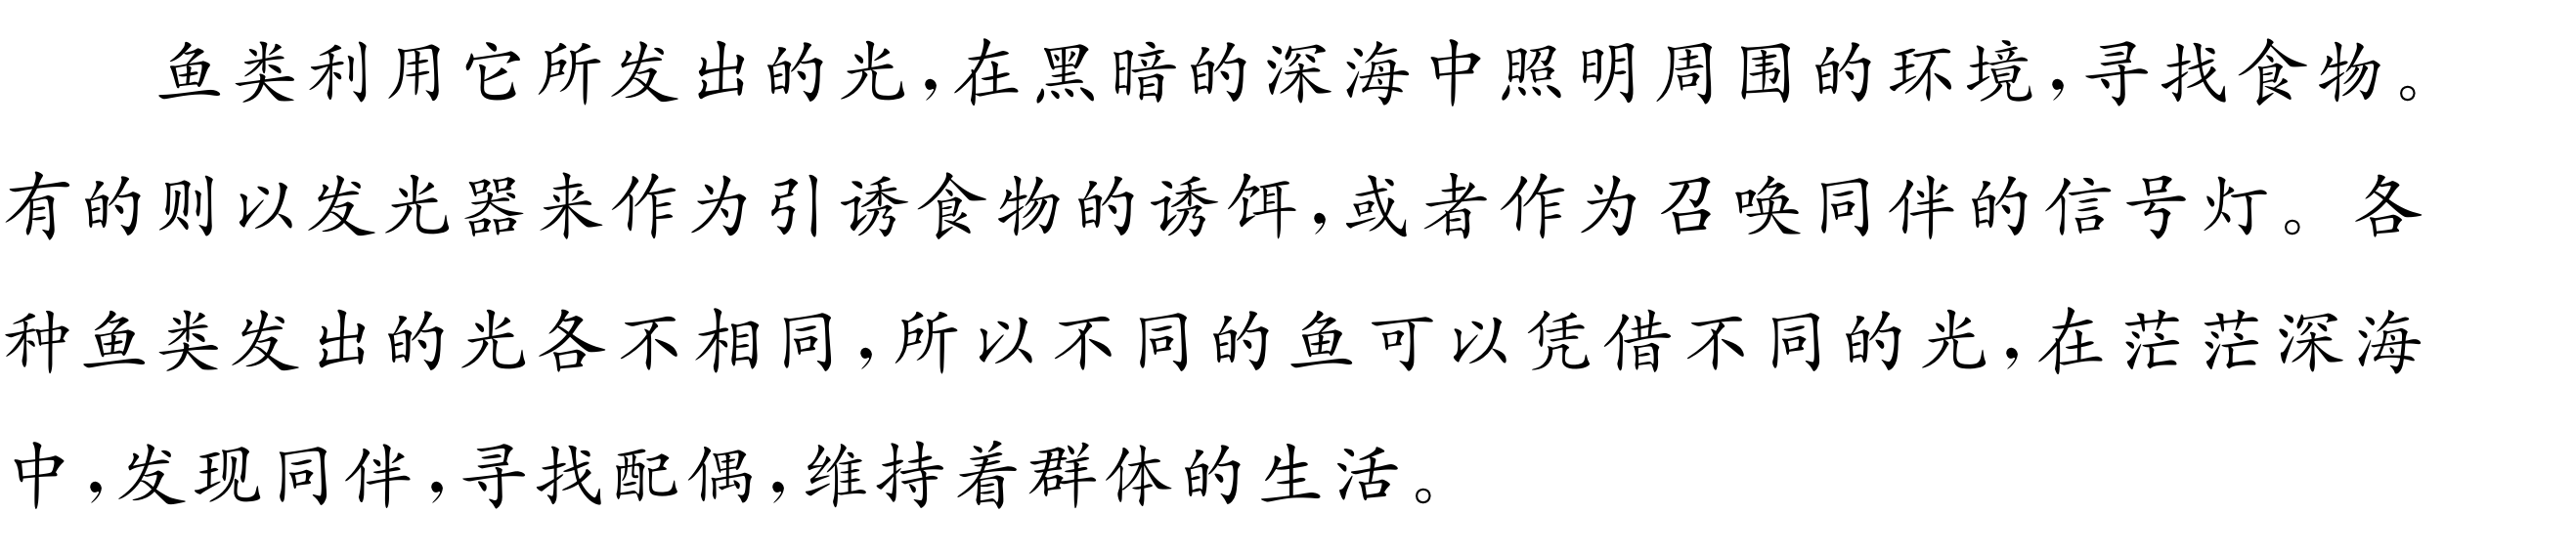 鱼类利用它所发出的光，在黑暗的深海中照明周围的环境，寻找食物。
有的则以发光器来作为引诱食物的诱饵，或者作为召唤同伴的信号灯。各
种鱼类发出的光各不相同，所以不同的鱼可以凭借不同的光，在茫茫深海
中，发现同伴，寻找配偶，维持着群体的生活。